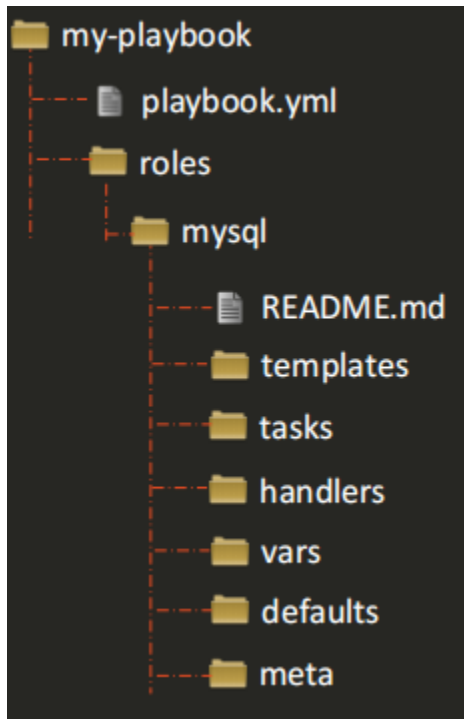 my-playbook
playbook.yml
roles
mysql
README.md
templates
tasks
handlers
vars
defaults
meta